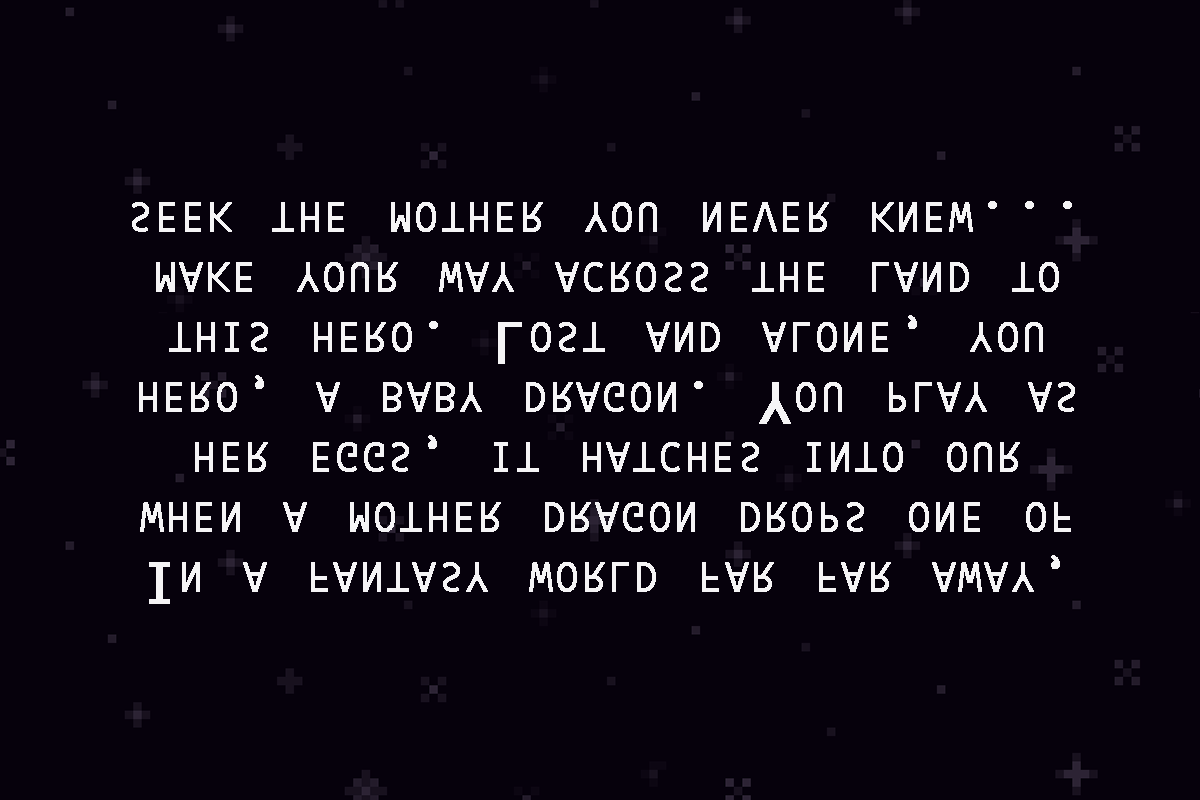 In a fantasy world far far away,
when a mother dragon drops one of
her eggs, it hatches into our
hero, a baby dragon. You play as
this hero. Lost and alone, you
make your way across the land to
seek the mother you never knew...